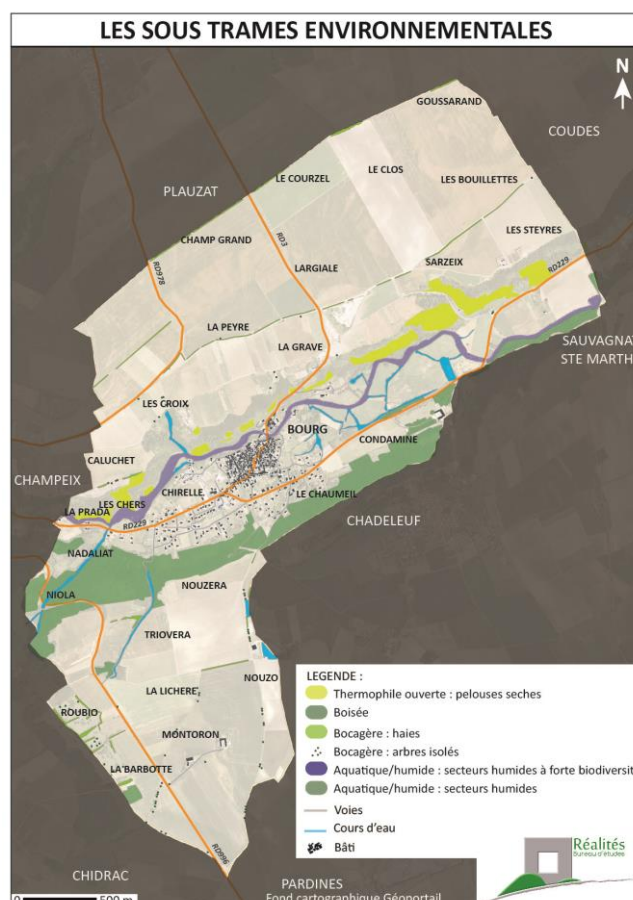 LES SOUS TRAMES ENVIRONNEMENTALES
N
GOUSSARAND
COUDES
LE CLOS
LE COURZEL
LES BOUILLETTES
PLAUZAT
LES STEYRES
CHAMP GRAND
RD3
SARZEIX
RD978
LARGIALE
RD229
LA PEYRE
SAUVAGNAT
STE MARTH
LA GRAVE
LES CROIX
BOURG
CONDAMINE
CALUCHET
CHAMPEIX
CHIRELLE
LE CHAUMEIL
LES CHERS
LA PRADA
RD229
CHADELEUF
NADALIAT
NOUZERA
NIOLA
TRIOVERA
NOUZO
LA LICHERE
ROUBIO
MONTORON
LA BARBOTTE
RD996
CHIDRAC
PARDINES
LEGENDE :
Thermophile ouverte : pelouses seches
Boisée
Bocagère : haies
Bocagère : arbres isolés
Aquatique/humide : secteurs humides à forte biodiversit
Aquatique/humide : secteurs humides
Voies
Cours d'eau
Bâti
Réalités
Bureau d'études
0 500 m
Fond cartographique Géoportail